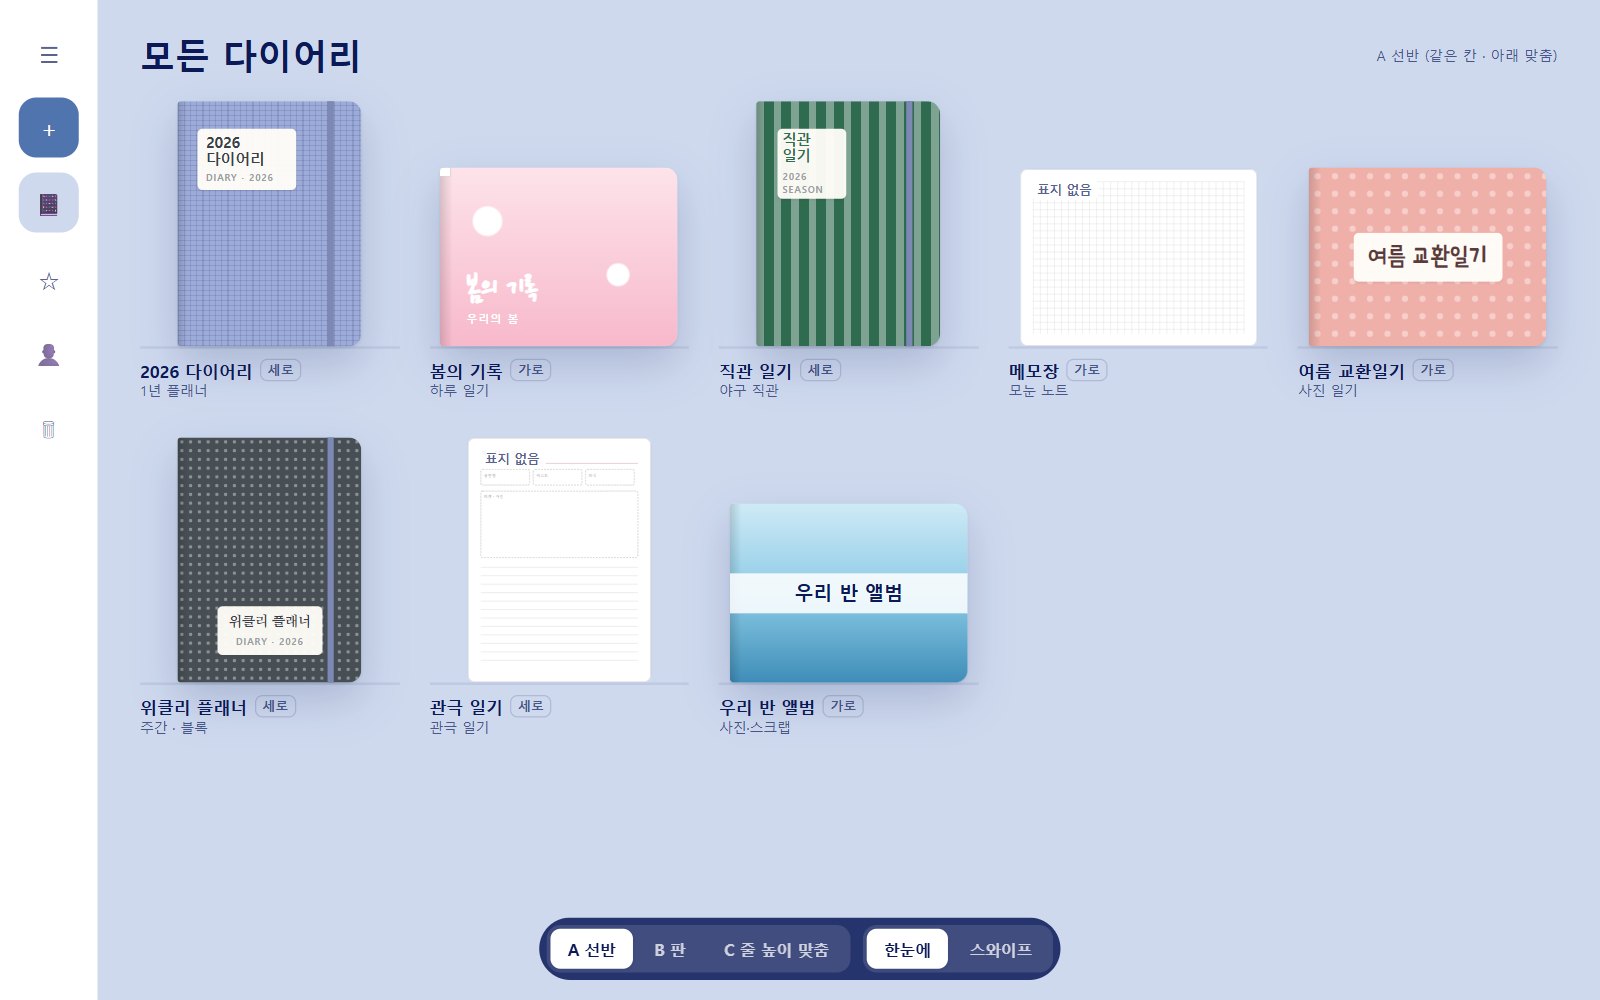 모든 다이어리
A 선반 (같은 칸 · 아래 맞춤)
2026
다이어리
DIARY · 2026
봄의 기록
우리의 봄
직관
일기
2026
SEASON
표지 없음
여름 교환일기
2026 다이어리 세로
1년 플래너
봄의 기록 가로
하루 일기
직관 일기 세로
야구 직관
메모장 가로
모눈 노트
여름 교환일기 가로
사진 일기
위클리 플래너
DIARY · 2026
표지 없음
우리 반 앨범
위클리 플래너 세로
주간 · 블록
관극 일기 세로
관극 일기
우리 반 앨범 가로
사진·스크랩
A 선반 B 판 C 줄 높이 맞춤 한눈에 스와이프